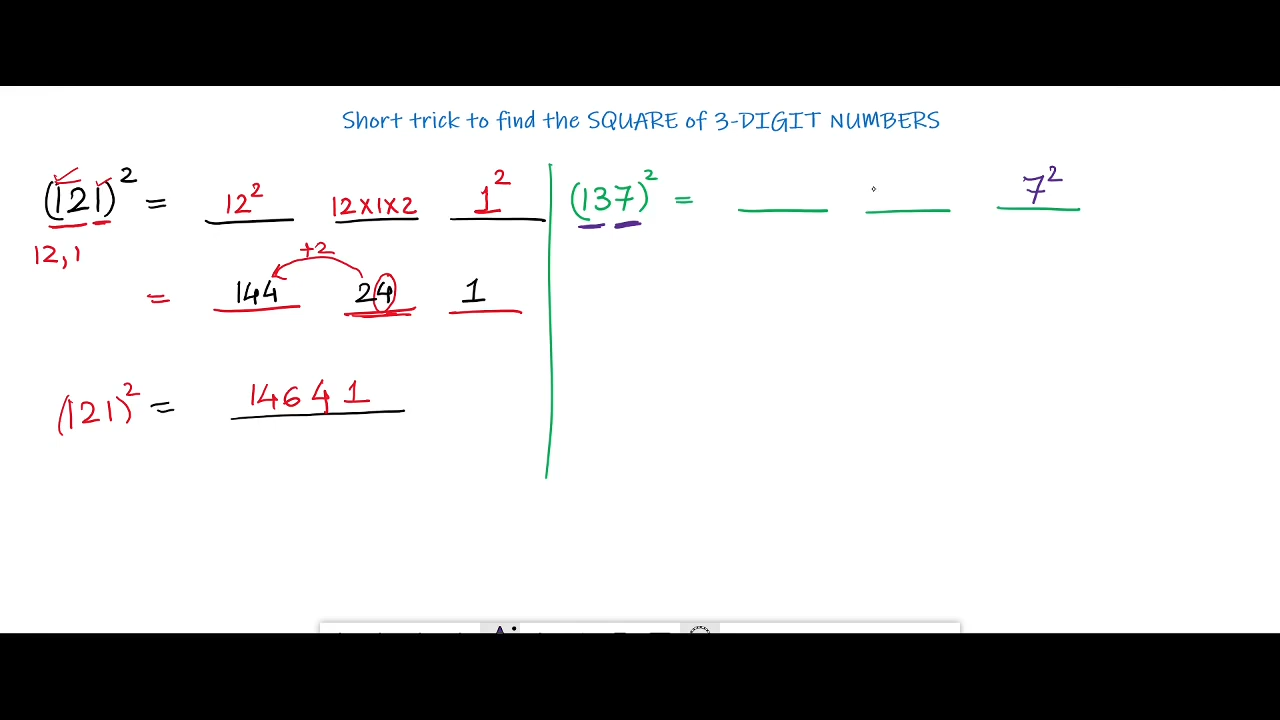 Short trick to find the SQUARE of 3-DIGIT NUMBERS
(121)² = 12² 12x1x2 1²
12,1
+2
= 144 24 1
(121)² = 14641
(137)² = 7²